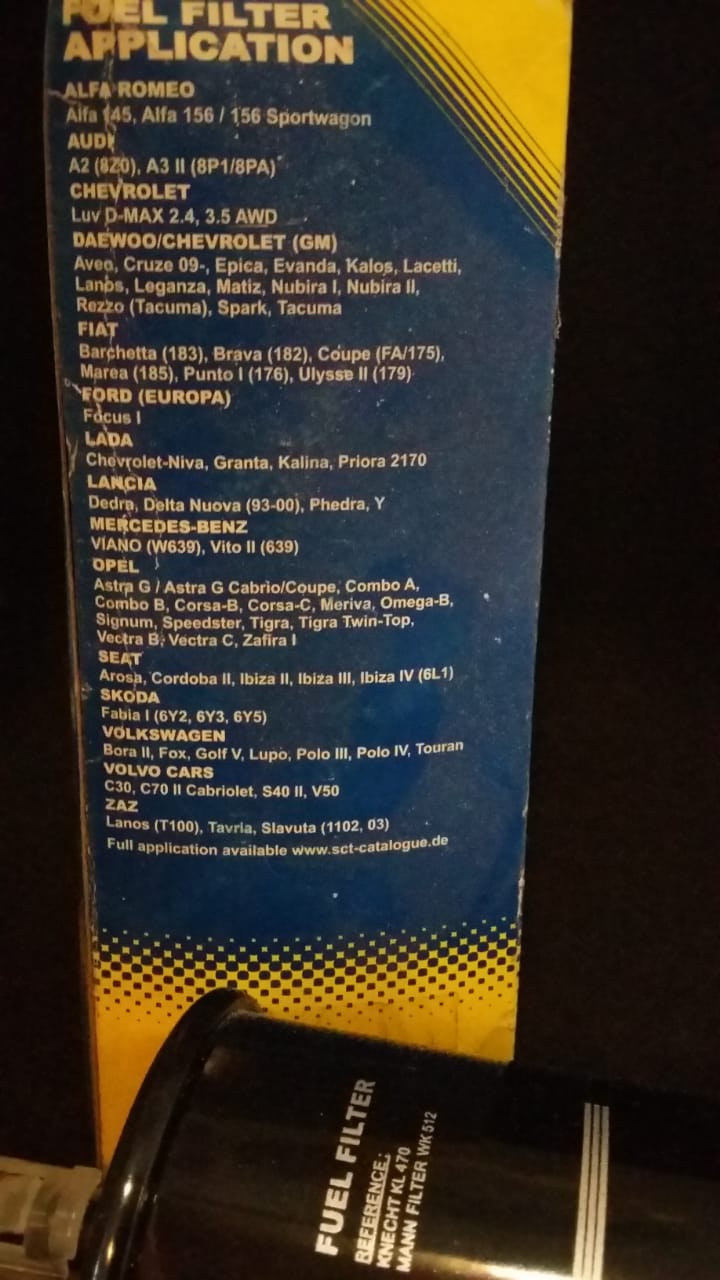 FUEL FILTER
APPLICATION
ALFA ROMEO
Alfa 145, Alfa 156 / 156 Sportwagon
AUDI
A2 (8Z0), A3 II (8P1/8PA)
CHEVROLET
Luv D-MAX 2.4, 3.5 AWD
DAEWOO/CHEVROLET (GM)
Aveo, Cruze 09-, Epica, Evanda, Kalos, Lacetti,
Lanos, Leganza, Matiz, Nubira I, Nubira II,
Rezzo (Tacuma), Spark, Tacuma
FIAT
Barchetta (183), Brava (182), Coupe (FA/175),
Marea (185), Punto I (176), Ulysse II (179)
FORD (EUROPA)
Focus I
LADA
Chevrolet-Niva, Granta, Kalina, Priora 2170
LANCIA
Dedra, Delta Nuova (93-00), Phedra, Y
MERCEDES-BENZ
VIANO (W639), Vito II (639)
OPEL
Astra G / Astra G Cabrio/Coupe, Combo A,
Combo B, Corsa-B, Corsa-C, Meriva, Omega-B,
Signum, Speedster, Tigra, Tigra Twin-Top,
Vectra B, Vectra C, Zafira I
SEAT
Arosa, Cordoba II, Ibiza II, Ibiza III, Ibiza IV (6L1)
SKODA
Fabia I (6Y2, 6Y3, 6Y5)
VOLKSWAGEN
Bora II, Fox, Golf V, Lupo, Polo III, Polo IV, Touran
VOLVO CARS
C30, C70 II Cabriolet, S40 II, V50
ZAZ
Lanos (T100), Tavria, Slavuta (1102, 03)
Full application available www.sct-catalogue.de
FUEL FILTER
REFERENCE:
KNECHT KL 470
MANN FILTER WK 512